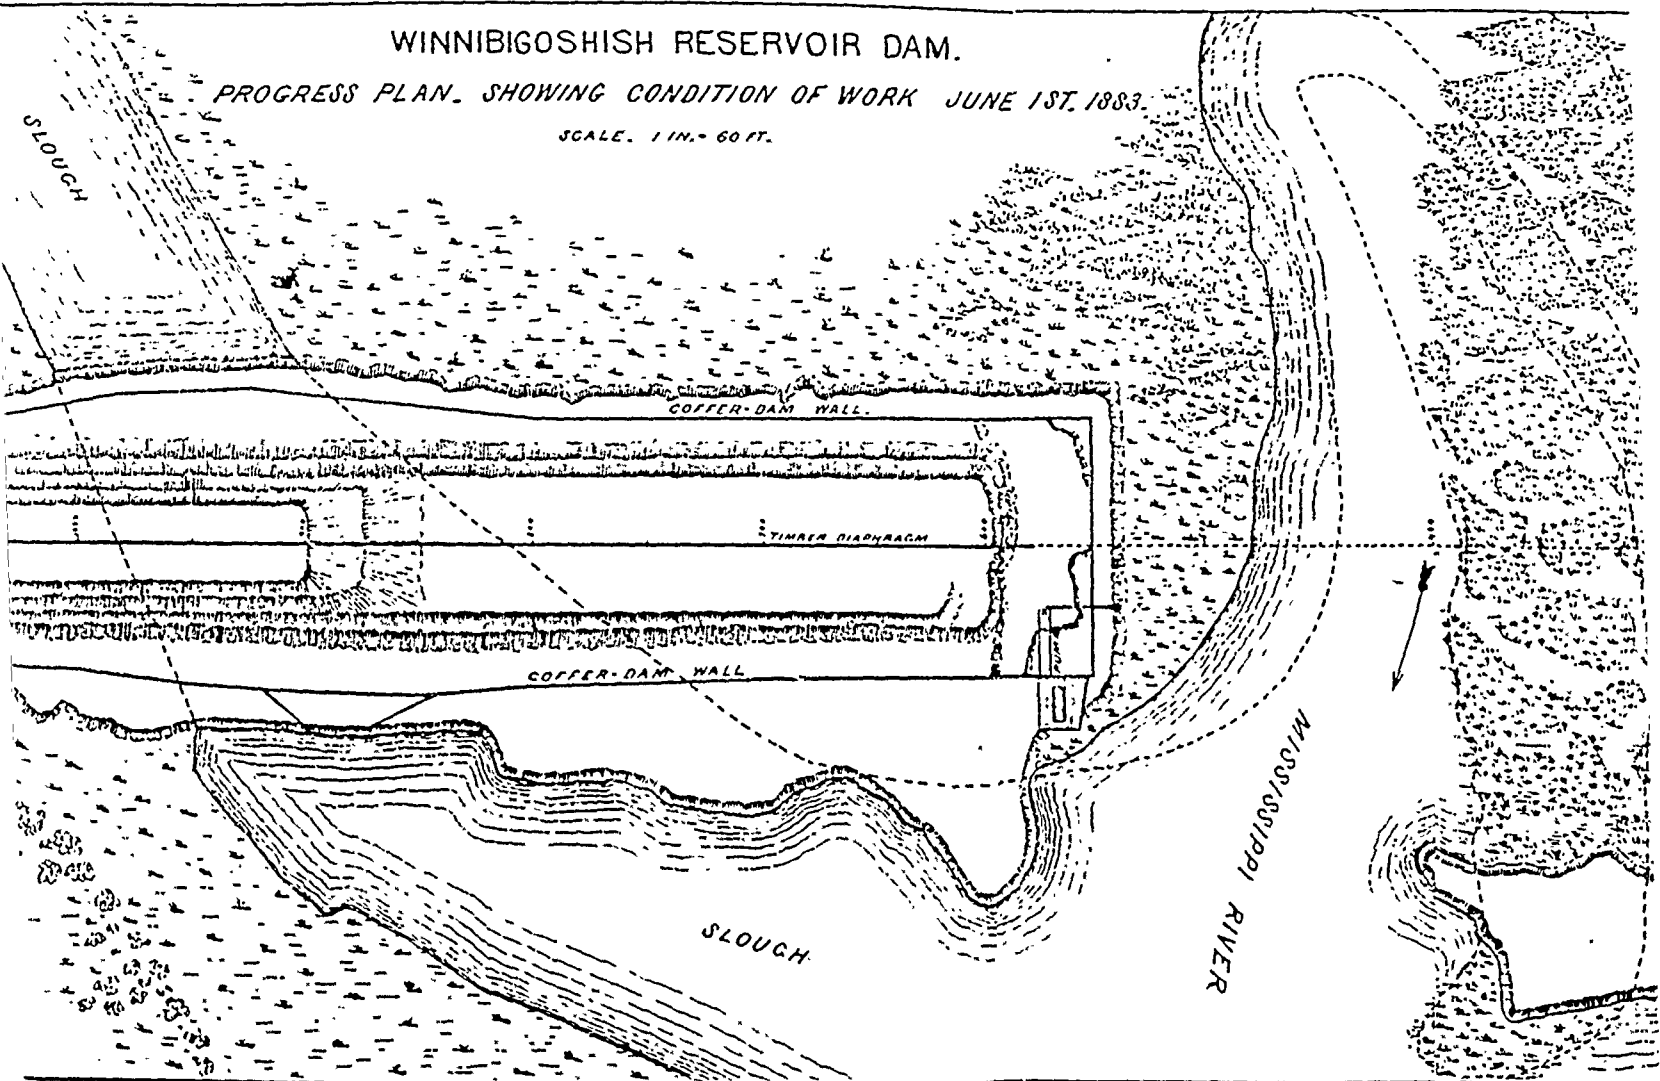 WINNIBIGOSHISH RESERVOIR DAM.
PROGRESS PLAN. SHOWING CONDITION OF WORK JUNE 1ST. 1883.
SCALE. 1 IN. = 60 FT.
SLOUGH
COFFER-DAM WALL.
TIMBER DIAPHRAGM
COFFER-DAM WALL
MISSISSIPPI RIVER
SLOUGH.